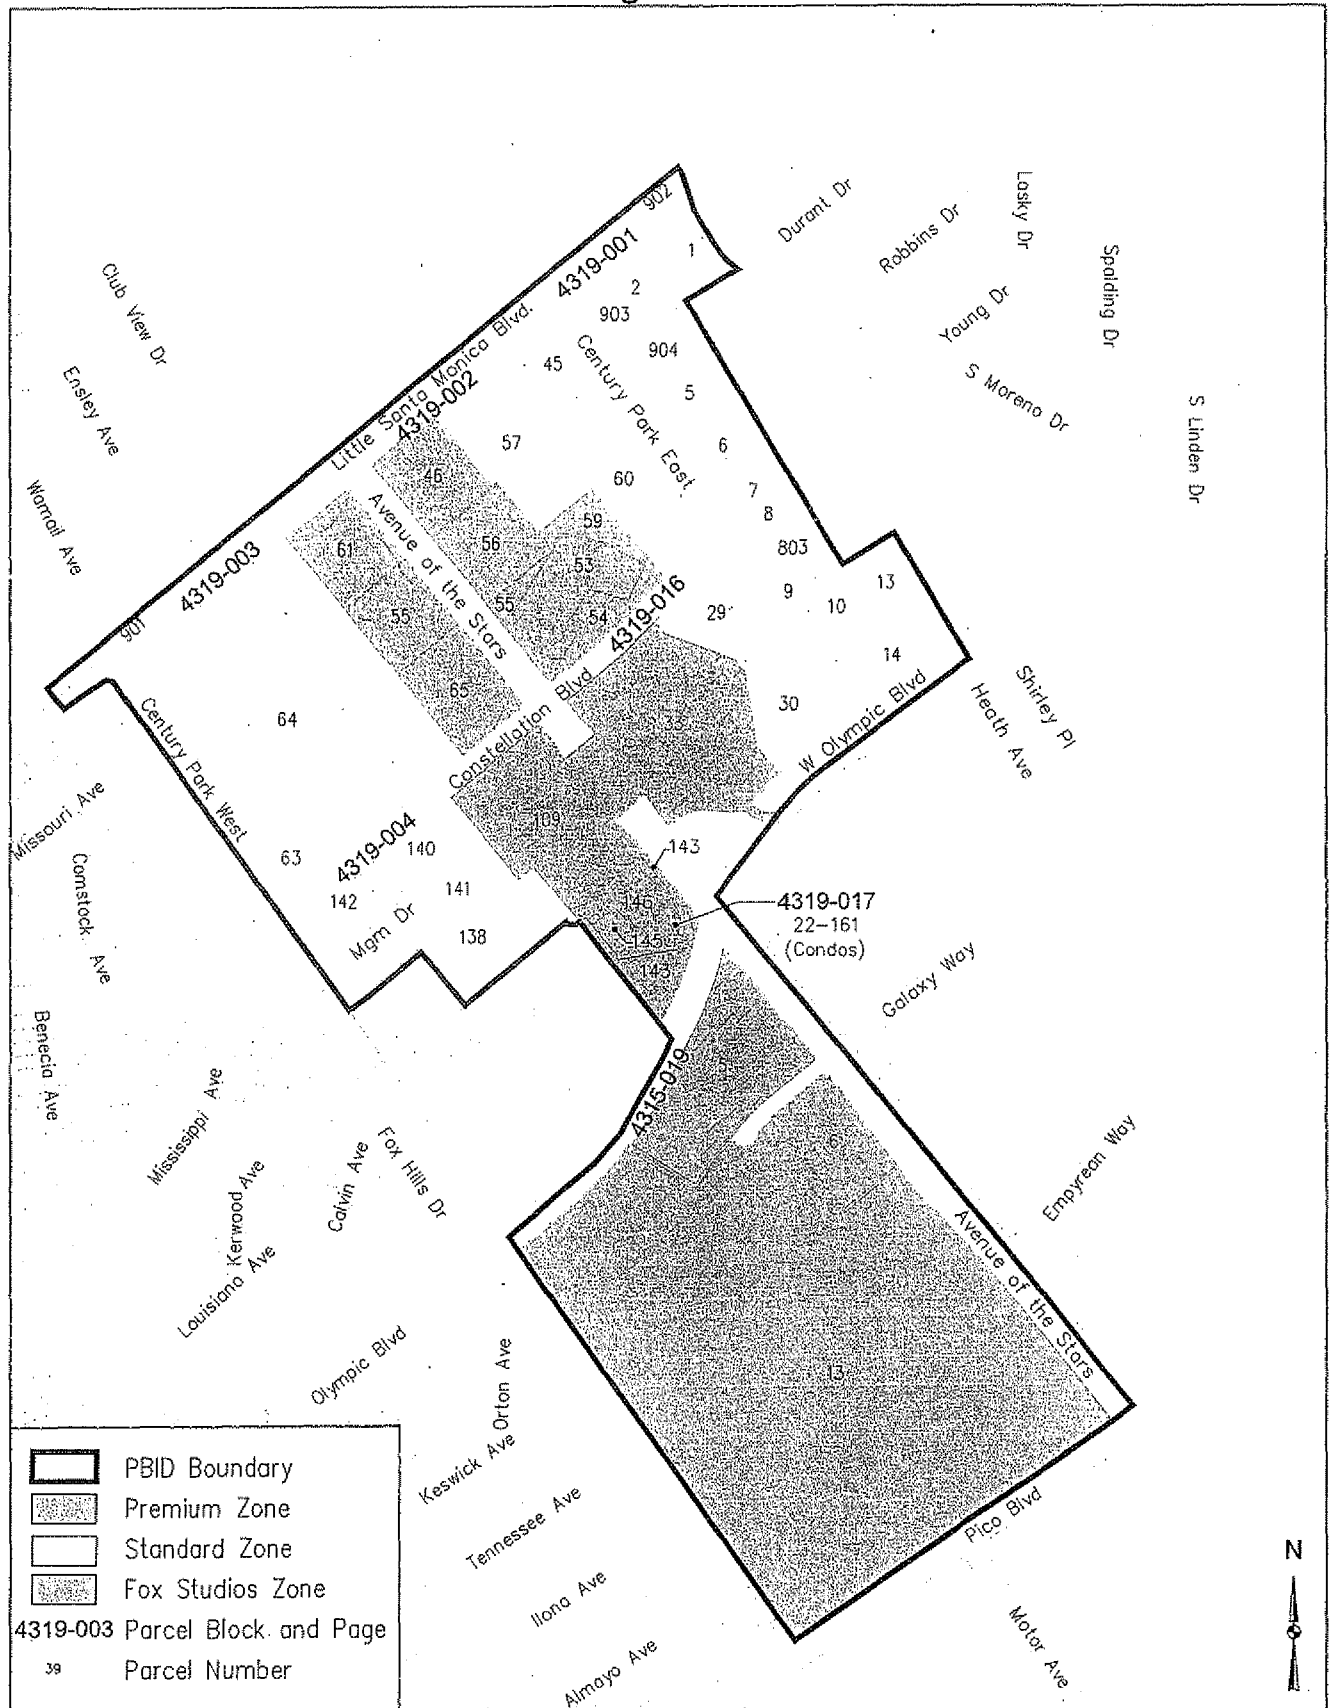 902
Durant Dr
Lasky Dr
Robbins Dr
Spalding Dr
4319-001
1
Club View Dr
2
903
Young Dr
Little Santa Monica Blvd.
45
Century Park East
904
4319-002
5
S Moreno Dr
Ensley Ave
57
6
S Linden Dr
46
60
7
Avenue of the Stars
59
8
61
56
53
803
4319-003
9
13
55
55
54
4319-016
29
10
901
14
65
33
30
Shirley Pl
Heath Ave
64
Constellation Blvd
W Olympic Blvd
Century Park West
Missouri Ave
109
4319-004
140
143
63
141
142
146
4319-017
22-161
(Condos)
Comstock Ave
Mgm Dr
138
145
143
Galaxy Way
Benecia Ave
4315-019
Mississippi Ave
Fox Hills Dr
Calvin Ave
6
Empyrean Way
Kerwood Ave
Louisiana Ave
Avenue of the Stars
Olympic Blvd
Orton Ave
13
Keswick Ave
Tennessee Ave
Pico Blvd
Ilona Ave
Almayo Ave
Motor Ave
N
PBID Boundary
Premium Zone
Standard Zone
Fox Studios Zone
4319-003 Parcel Block and Page
39 Parcel Number